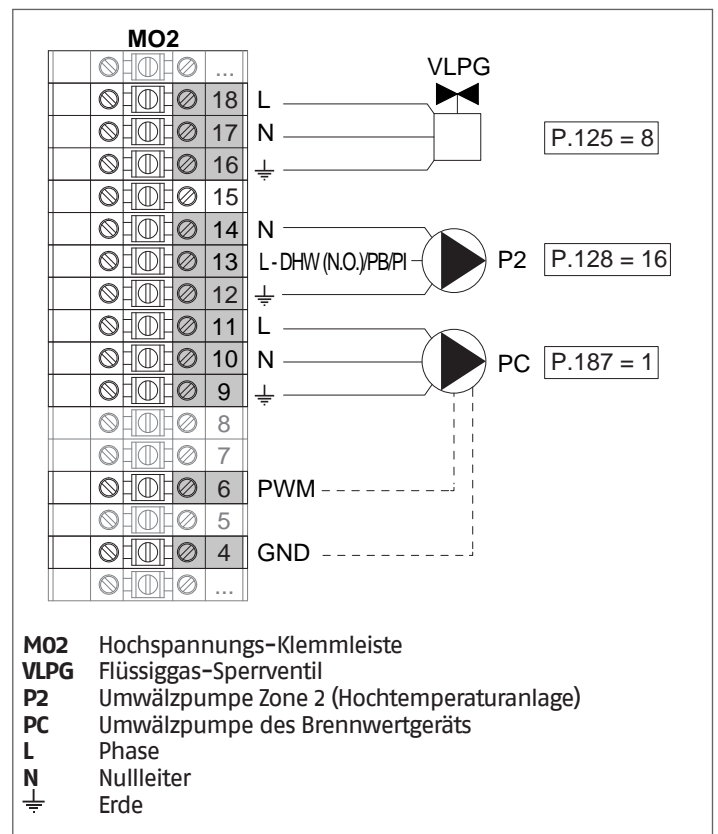 MO2
VLPG
...
18 L
17 N
16
15
P.125 = 8
14 N
13 L - DHW (N.O.)/PB/PI
12
P2 P.128 = 16
11 L
10 N
9
PC P.187 = 1
8
7
6 PWM
5
4 GND
...
M02 Hochspannungs-Klemmleiste
VLPG Flüssiggas-Sperrventil
P2 Umwälzpumpe Zone 2 (Hochtemperaturanlage)
PC Umwälzpumpe des Brennwertgeräts
L Phase
N Nullleiter
⏚ Erde